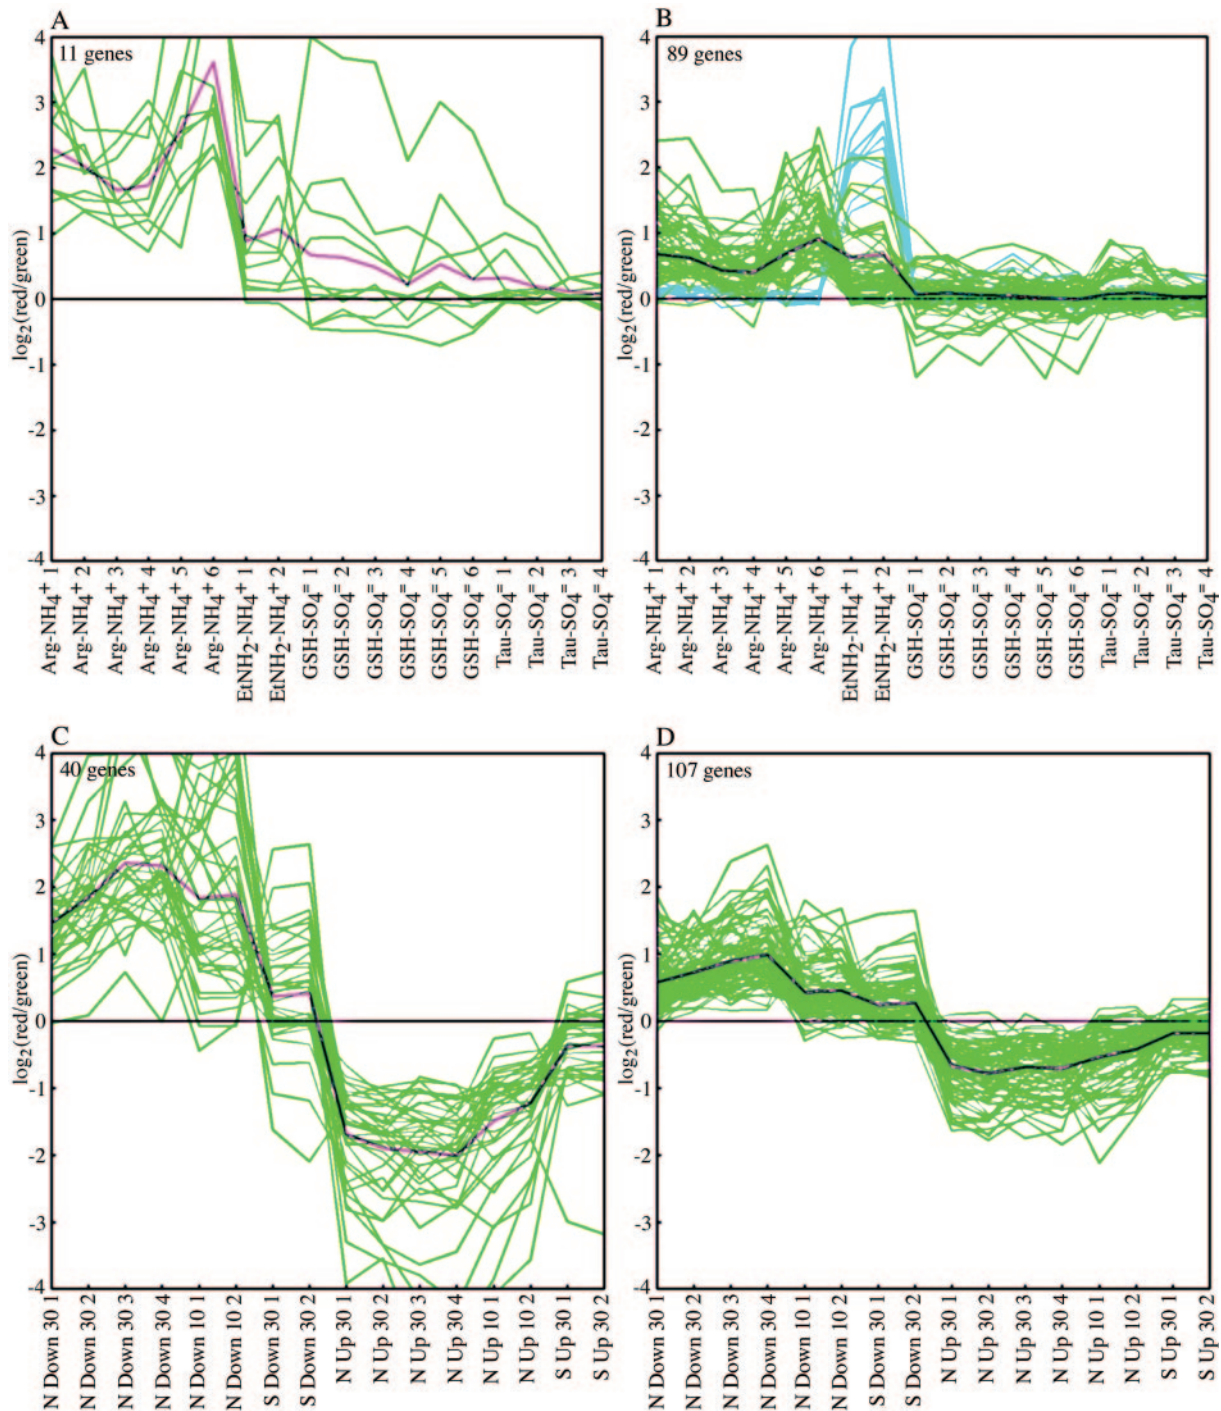 A
11 genes
4
3
2
1
0
-1
-2
-3
-4
log2(red/green)
Arg-NH4+ 1
Arg-NH4+ 2
Arg-NH4+ 3
Arg-NH4+ 4
Arg-NH4+ 5
Arg-NH4+ 6
EtNH2-NH4+ 1
EtNH2-NH4+ 2
GSH-SO4= 1
GSH-SO4= 2
GSH-SO4= 3
GSH-SO4= 4
GSH-SO4= 5
GSH-SO4= 6
Tau-SO4= 1
Tau-SO4= 2
Tau-SO4= 3
Tau-SO4= 4
B
89 genes
4
3
2
1
0
-1
-2
-3
-4
log2(red/green)
Arg-NH4+ 1
Arg-NH4+ 2
Arg-NH4+ 3
Arg-NH4+ 4
Arg-NH4+ 5
Arg-NH4+ 6
EtNH2-NH4+ 1
EtNH2-NH4+ 2
GSH-SO4= 1
GSH-SO4= 2
GSH-SO4= 3
GSH-SO4= 4
GSH-SO4= 5
GSH-SO4= 6
Tau-SO4= 1
Tau-SO4= 2
Tau-SO4= 3
Tau-SO4= 4
C
40 genes
4
3
2
1
0
-1
-2
-3
-4
log2(red/green)
N Down 30 1
N Down 30 2
N Down 30 3
N Down 30 4
N Down 10 1
N Down 10 2
S Down 30 1
S Down 30 2
N Up 30 1
N Up 30 2
N Up 30 3
N Up 30 4
N Up 10 1
N Up 10 2
S Up 30 1
S Up 30 2
D
107 genes
4
3
2
1
0
-1
-2
-3
-4
log2(red/green)
N Down 30 1
N Down 30 2
N Down 30 3
N Down 30 4
N Down 10 1
N Down 10 2
S Down 30 1
S Down 30 2
N Up 30 1
N Up 30 2
N Up 30 3
N Up 30 4
N Up 10 1
N Up 10 2
S Up 30 1
S Up 30 2